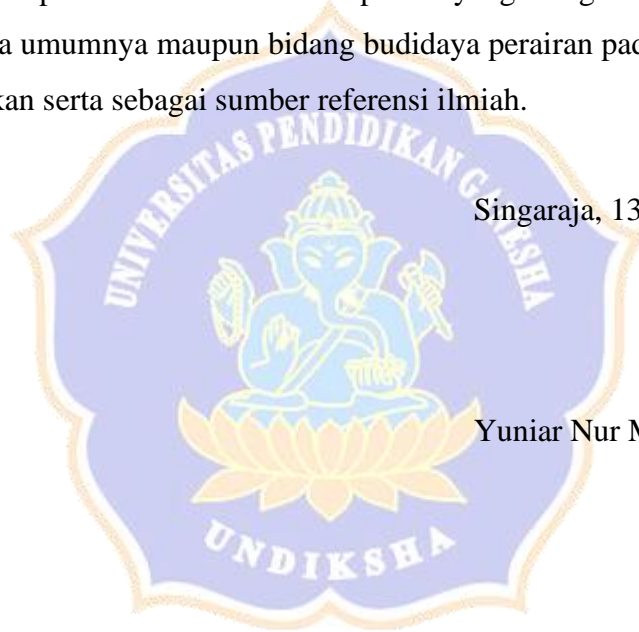 a umumnya maupun bidang budidaya perairan pad
kan serta sebagai sumber referensi ilmiah.
UNIVERSITAS PENDIDIKAN GANESHA
Singaraja, 13
Yuniar Nur M
UNDIKSHA